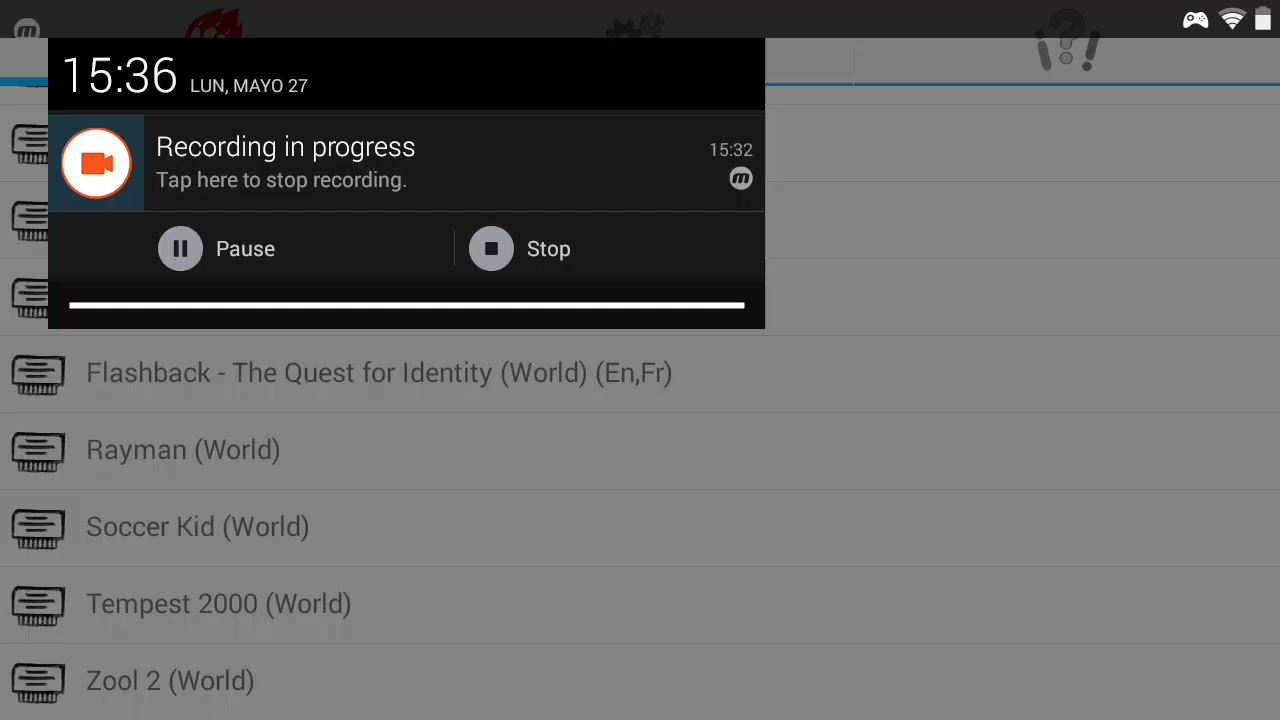 15:36 LUN, MAYO 27
Recording in progress
15:32
Tap here to stop recording.
Pause
Stop
Flashback - The Quest for Identity (World) (En,Fr)
Rayman (World)
Soccer Kid (World)
Tempest 2000 (World)
Zool 2 (World)